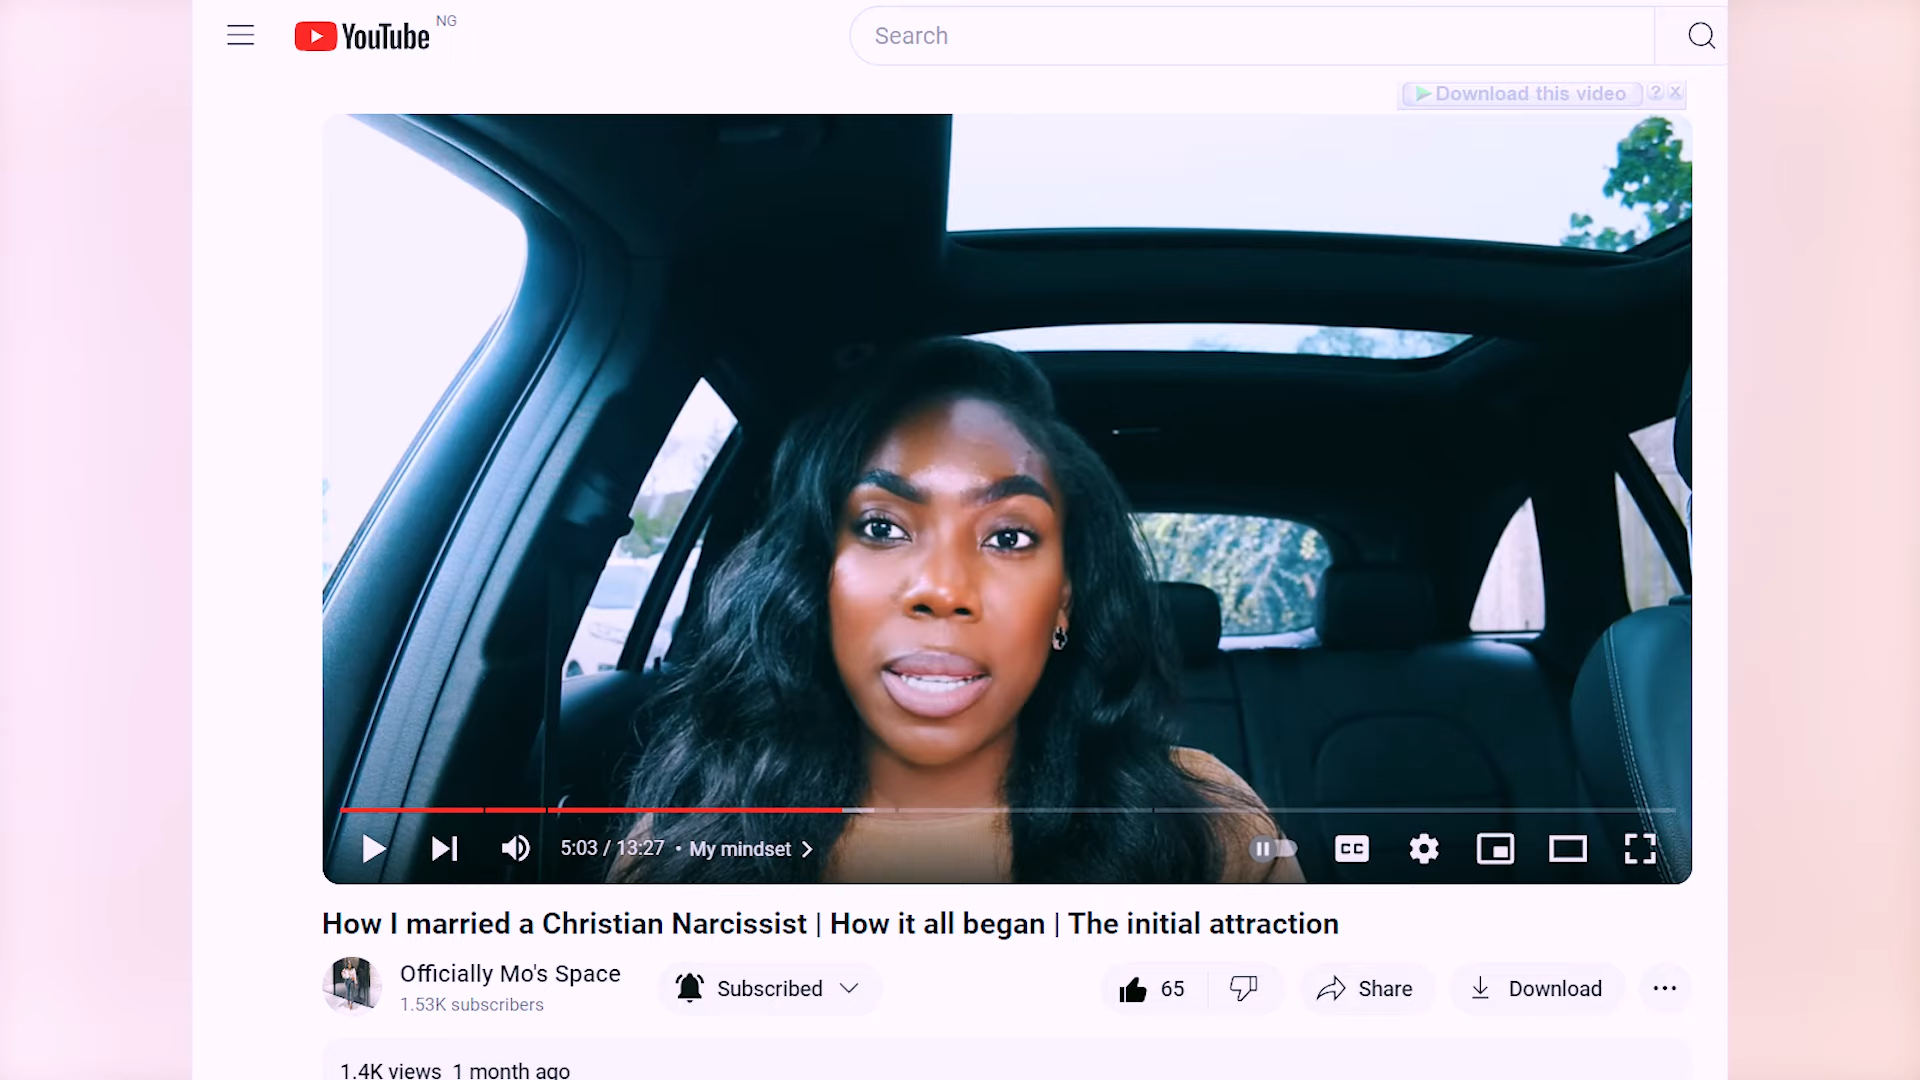 YouTube NG
Search
Download this video ? X
5:03 / 13:27 • My mindset
CC
How I married a Christian Narcissist | How it all began | The initial attraction
Officially Mo's Space
1.53K subscribers
Subscribed
65
Share
Download
1.4K views 1 month ago